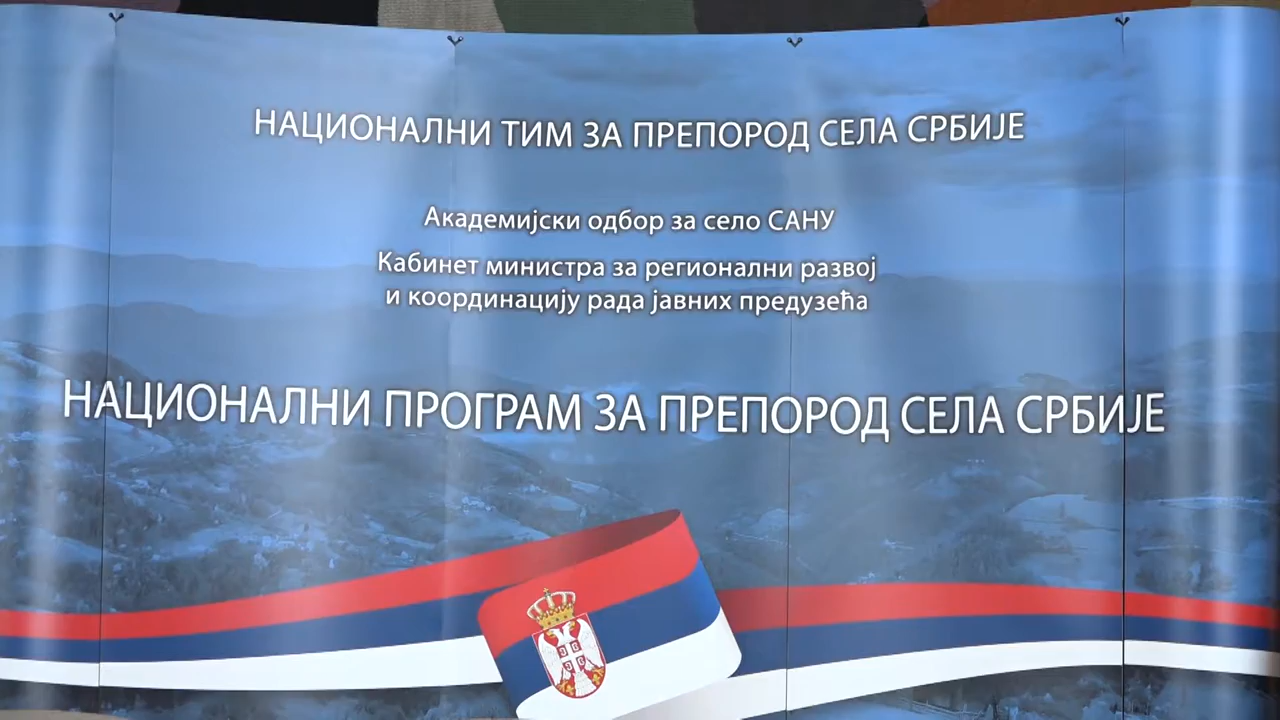 НАЦИОНАЛНИ ТИМ ЗА ПРЕПОРОД СЕЛА СРБИЈЕ
Академијски одбор за село САНУ
Кабинет министра за регионални развој
и координацију рада јавних предузећа
НАЦИОНАЛНИ ПРОГРАМ ЗА ПРЕПОРОД СЕЛА СРБИЈЕ